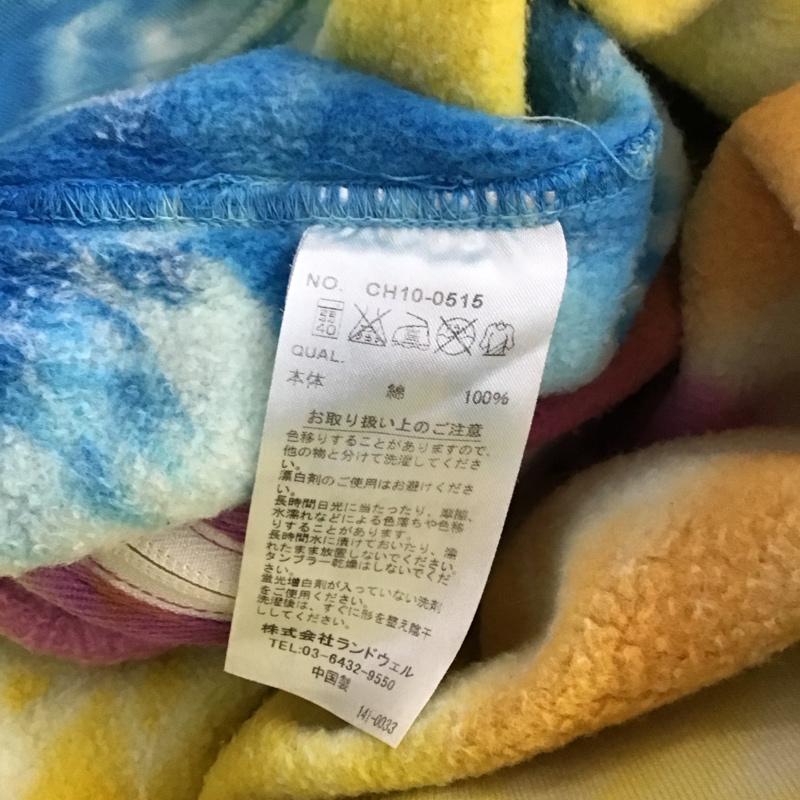 NO. CH10-0515
40
QUAL.
本体 綿 100%
お取り扱い上のご注意
色移りすることがありますので、
他の物と分けて洗濯してくださ
い。
漂白剤のご使用はお避けくださ
い。
長時間日光に当たったり、摩擦、
水濡れなどによる色落ちや色移
りすることがあります。
長時間水に漬けておいたり、濡
れたまま放置しないでください。
タンブラー乾燥はしないでくだ
さい。
蛍光増白剤が入っていない洗剤
をご使用ください。
洗濯後は、すぐに形を整え陰干
ししてください。
株式会社ランドウェル
TEL:03-6432-9550
中国製
141-0033